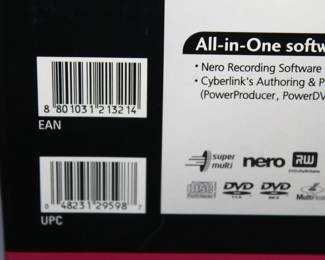 All-in-One softw
• Nero Recording Software
• Cyberlink's Authoring & P
(PowerProducer, PowerDV
8 801031 213214
EAN
super
multi
nero
RW
DVD
DVD
0 48231 29598 7
UPC